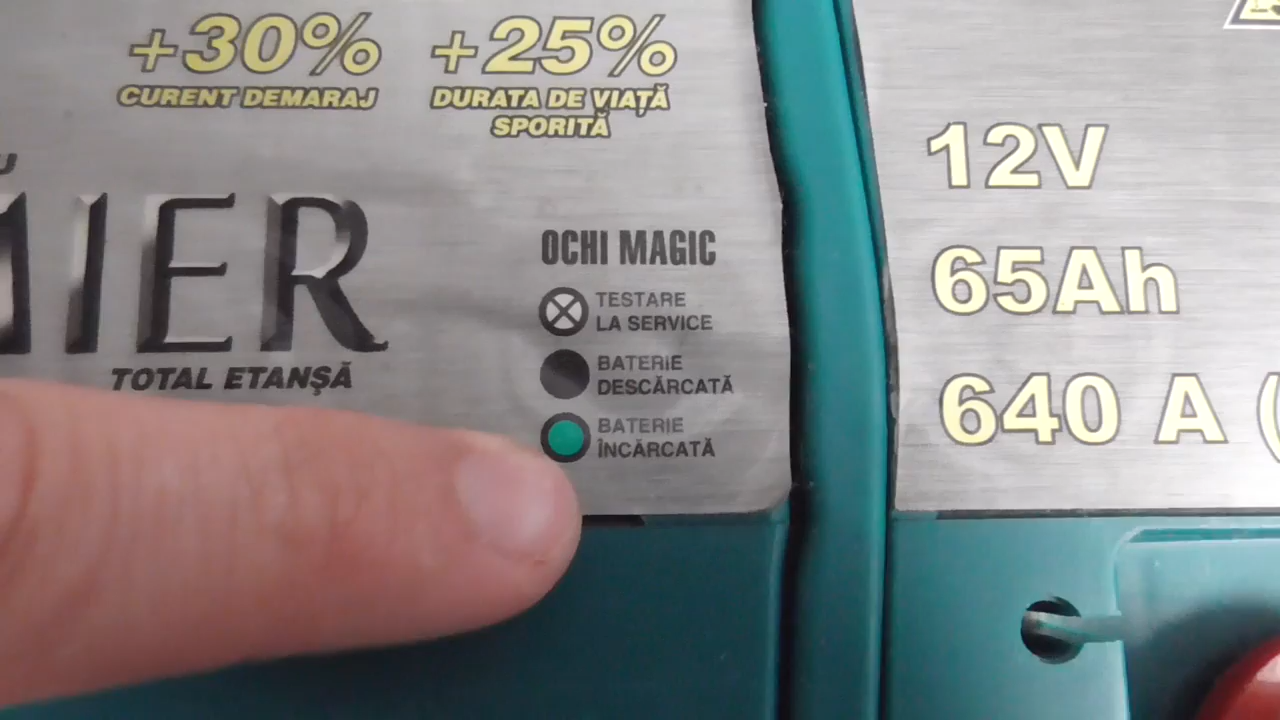 +30%
CURENT DEMARAJ
+25%
DURATA DE VIAȚĂ
SPORITĂ
MIER
TOTAL ETANȘĂ
OCHI MAGIC
TESTARE
LA SERVICE
BATERIE
DESCĂRCATĂ
BATERIE
ÎNCĂRCATĂ
12V
65Ah
640 A (